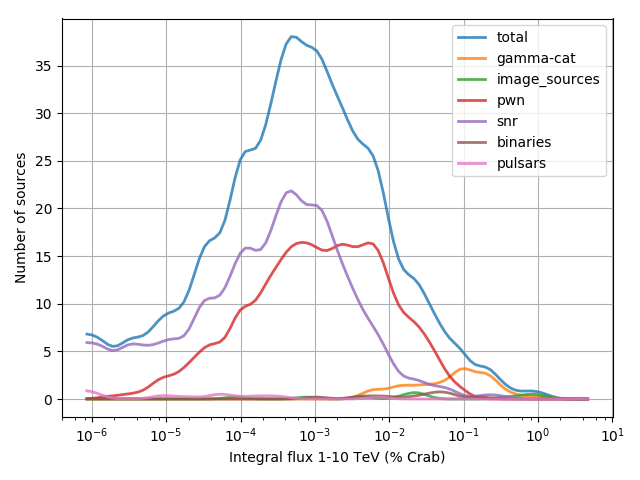 total
gamma-cat
image_sources
pwn
snr
binaries
pulsars
Number of sources
35
30
25
20
15
10
5
0
10⁻⁶ 10⁻⁵ 10⁻⁴ 10⁻³ 10⁻² 10⁻¹ 10⁰ 10¹
Integral flux 1-10 TeV (% Crab)